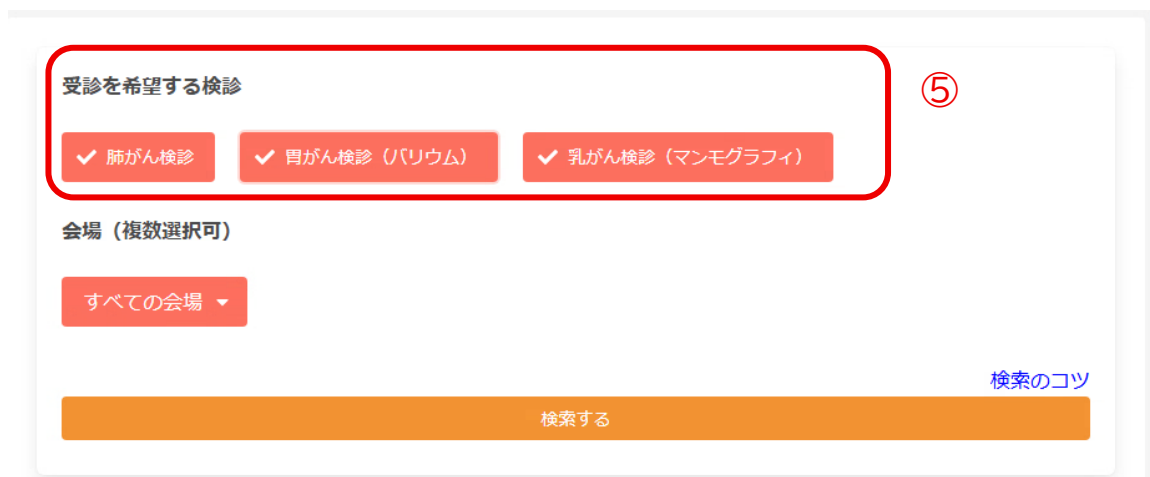 受診を希望する検診
⑤
肺がん検診 胃がん検診（バリウム） 乳がん検診（マンモグラフィ）
会場（複数選択可）
すべての会場
検索のコツ
検索する